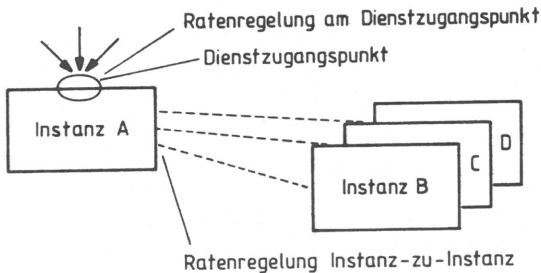 Ratenregelung am Dienstzugangspunkt
Dienstzugangspunkt
Instanz A
D
C
Instanz B
Ratenregelung Instanz-zu-Instanz